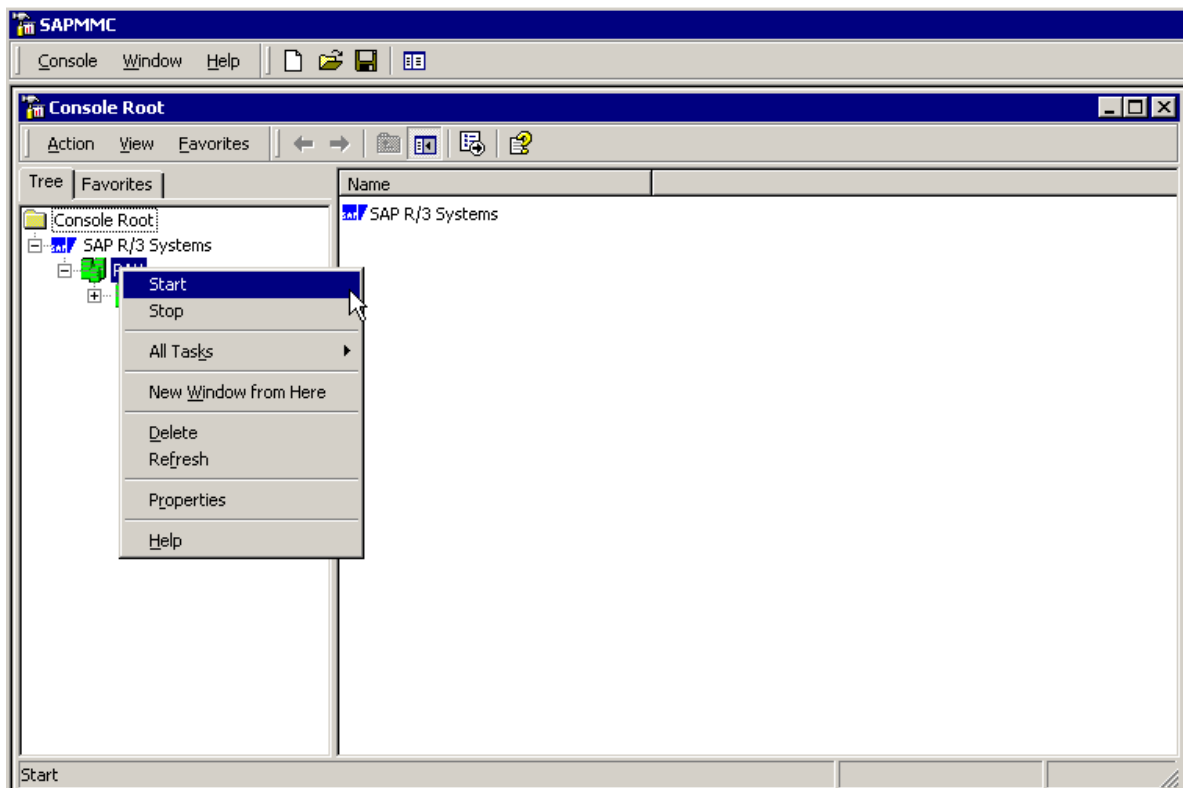 SAPMMC
Console Window Help
Console Root
Action View Favorites
Tree Favorites
Name
Console Root
SAP R/3 Systems
SAP R/3 Systems
Start
Stop
All Tasks
New Window from Here
Delete
Refresh
Properties
Help
Start